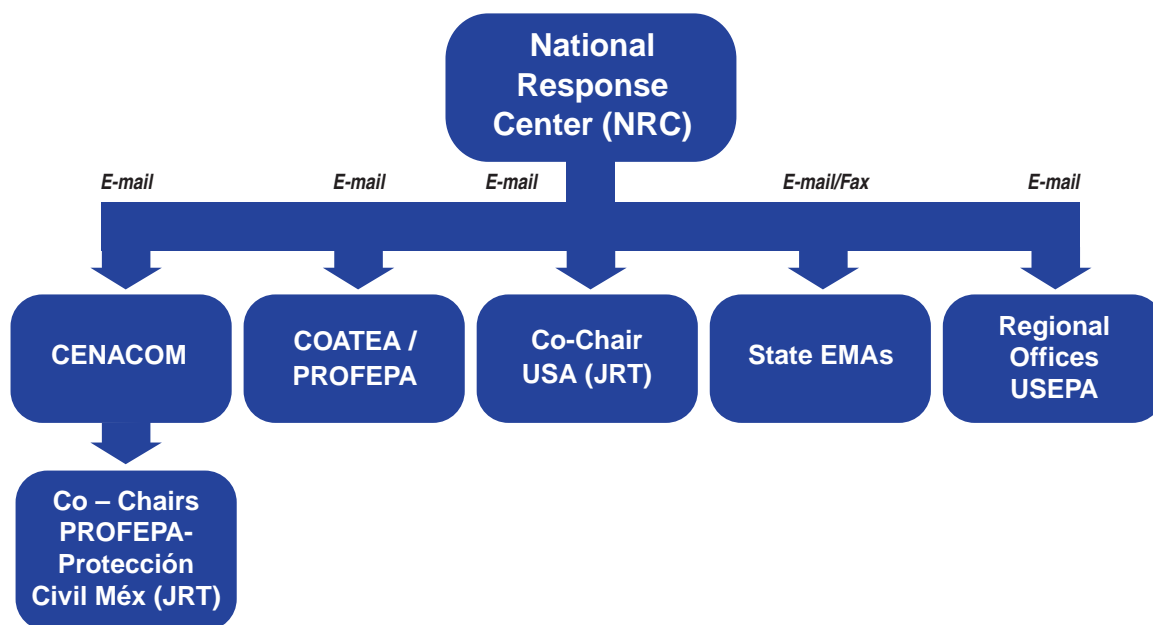 National
Response
Center (NRC)
E-mail
E-mail
E-mail
E-mail/Fax
E-mail
CENACOM
COATEA /
PROFEPA
Co-Chair
USA (JRT)
State EMAs
Regional
Offices
USEPA
Co – Chairs
PROFEPA-
Protección
Civil Méx (JRT)